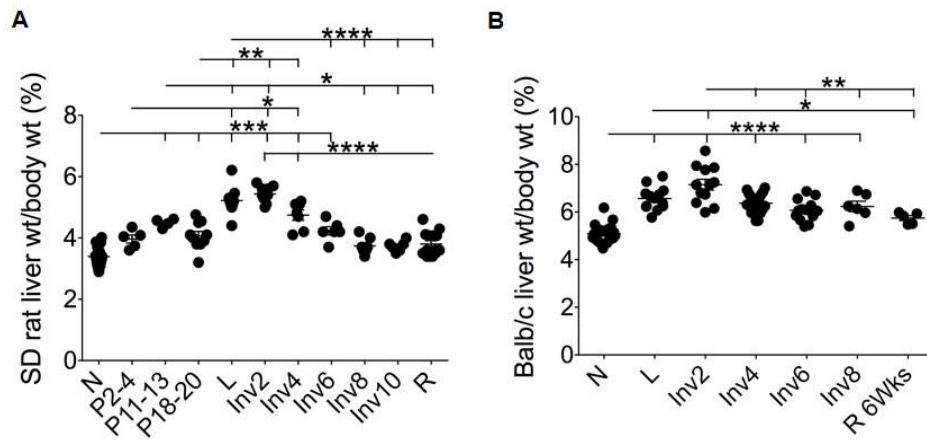 A
****
**
*
*
***
****
SD rat liver wt/body wt (%)
8
6
4
2
0
N
P2-4
P11-13
P18-20
L
Inv2
Inv4
Inv6
Inv8
Inv10
R
B
**
*
****
Balb/c liver wt/body wt (%)
10
8
6
4
2
0
N
L
Inv2
Inv4
Inv6
Inv8
R 6Wks